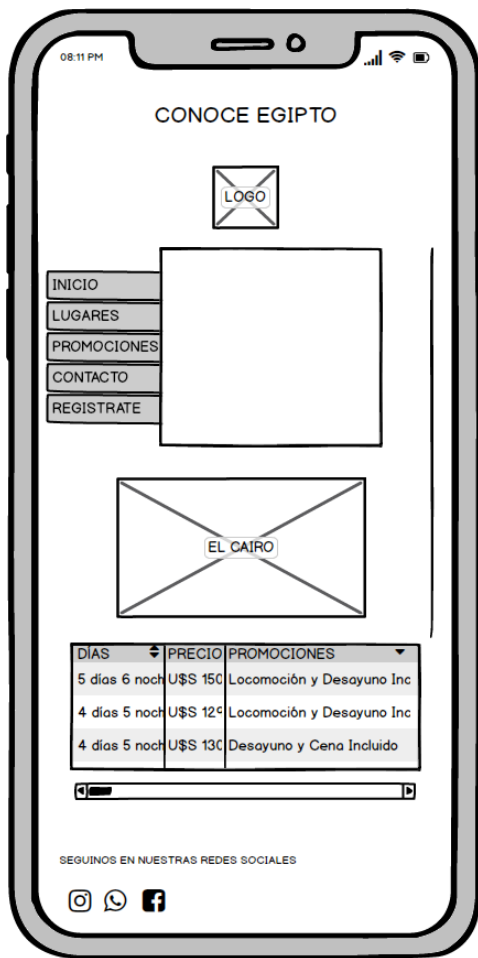 08:11 PM
CONOCE EGIPTO
LOGO
INICIO
LUGARES
PROMOCIONES
CONTACTO
REGISTRATE
EL CAIRO
DÍAS PRECIO PROMOCIONES
5 días 6 noch U$S 150 Locomoción y Desayuno Inc
4 días 5 noch U$S 129 Locomoción y Desayuno Inc
4 días 5 noch U$S 130 Desayuno y Cena Incluido
SEGUINOS EN NUESTRAS REDES SOCIALES